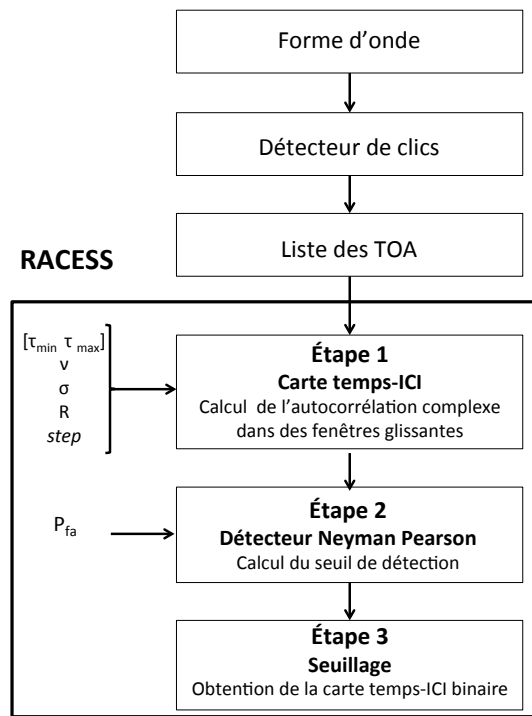 Forme d'onde
Détecteur de clics
Liste des TOA
RACESS
[τmin τ max]
ν
σ
R
step
Étape 1
Carte temps-ICI
Calcul de l'autocorrélation complexe
dans des fenêtres glissantes
Pfa
Étape 2
Détecteur Neyman Pearson
Calcul du seuil de détection
Étape 3
Seuillage
Obtention de la carte temps-ICI binaire